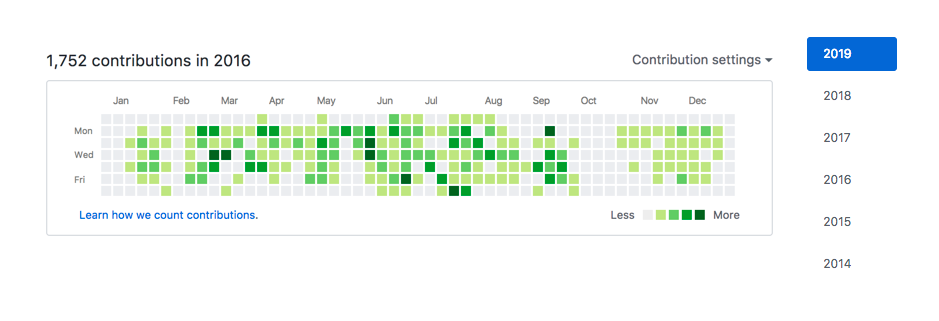 1,752 contributions in 2016
Contribution settings
Jan Feb Mar Apr May Jun Jul Aug Sep Oct Nov Dec
Mon
Wed
Fri
Learn how we count contributions.
Less More
2019
2018
2017
2016
2015
2014